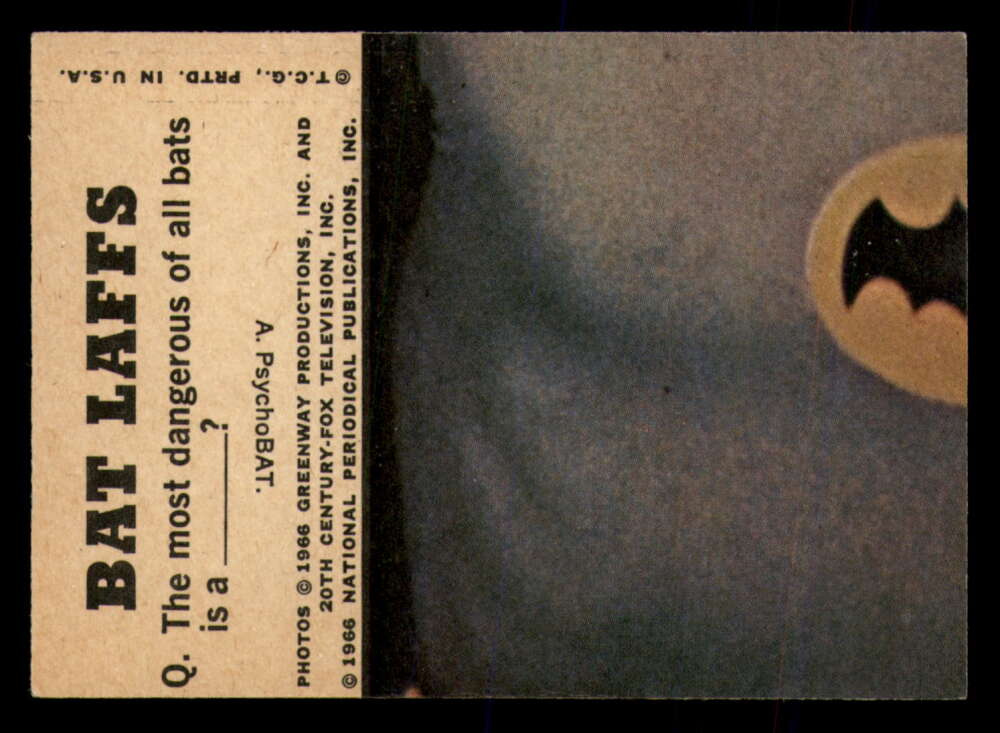 BAT LAFFS
Q. The most dangerous of all bats
is a ________?
A. PsychoBAT.
PHOTOS © 1966 GREENWAY PRODUCTIONS, INC. AND
20TH CENTURY-FOX TELEVISION, INC.
© 1966 NATIONAL PERIODICAL PUBLICATIONS, INC.
© T.C.G., PRTD. IN U.S.A.